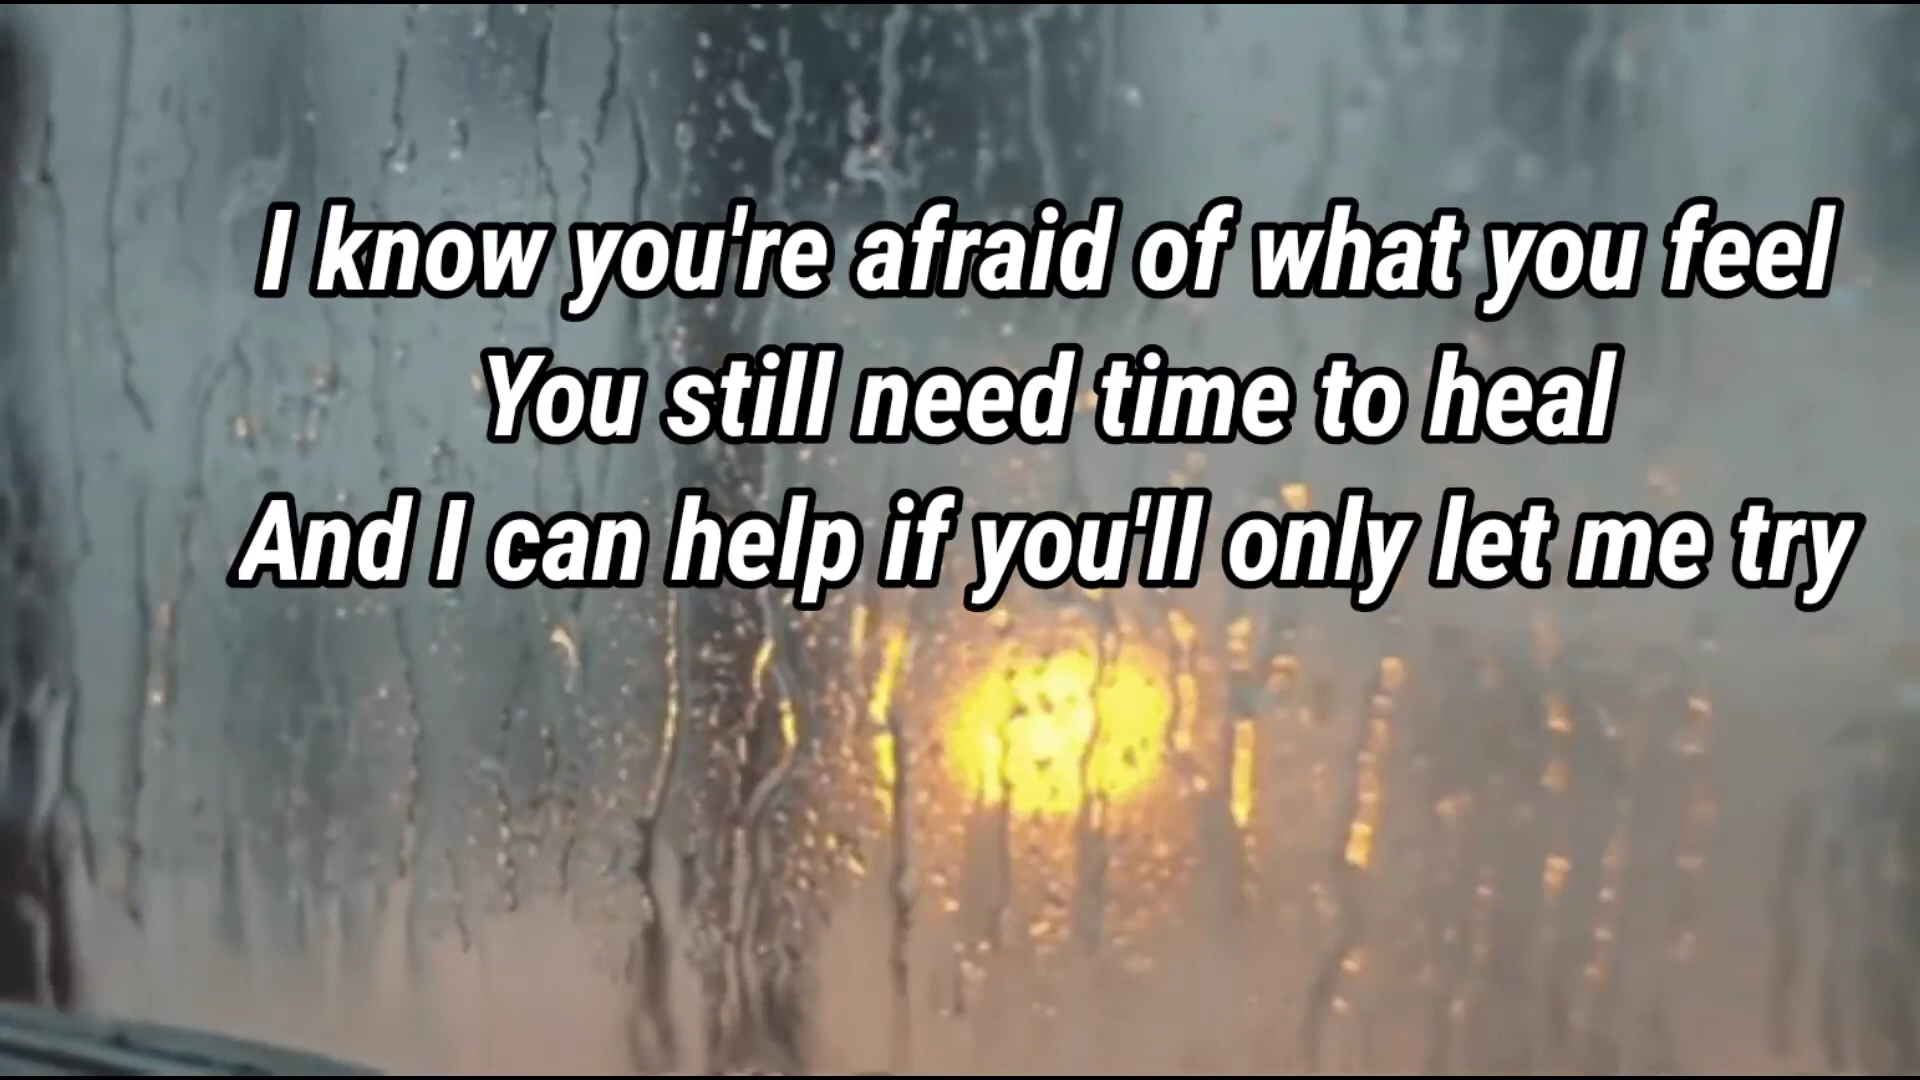 I know you're afraid of what you feel
You still need time to heal
And I can help if you'll only let me try